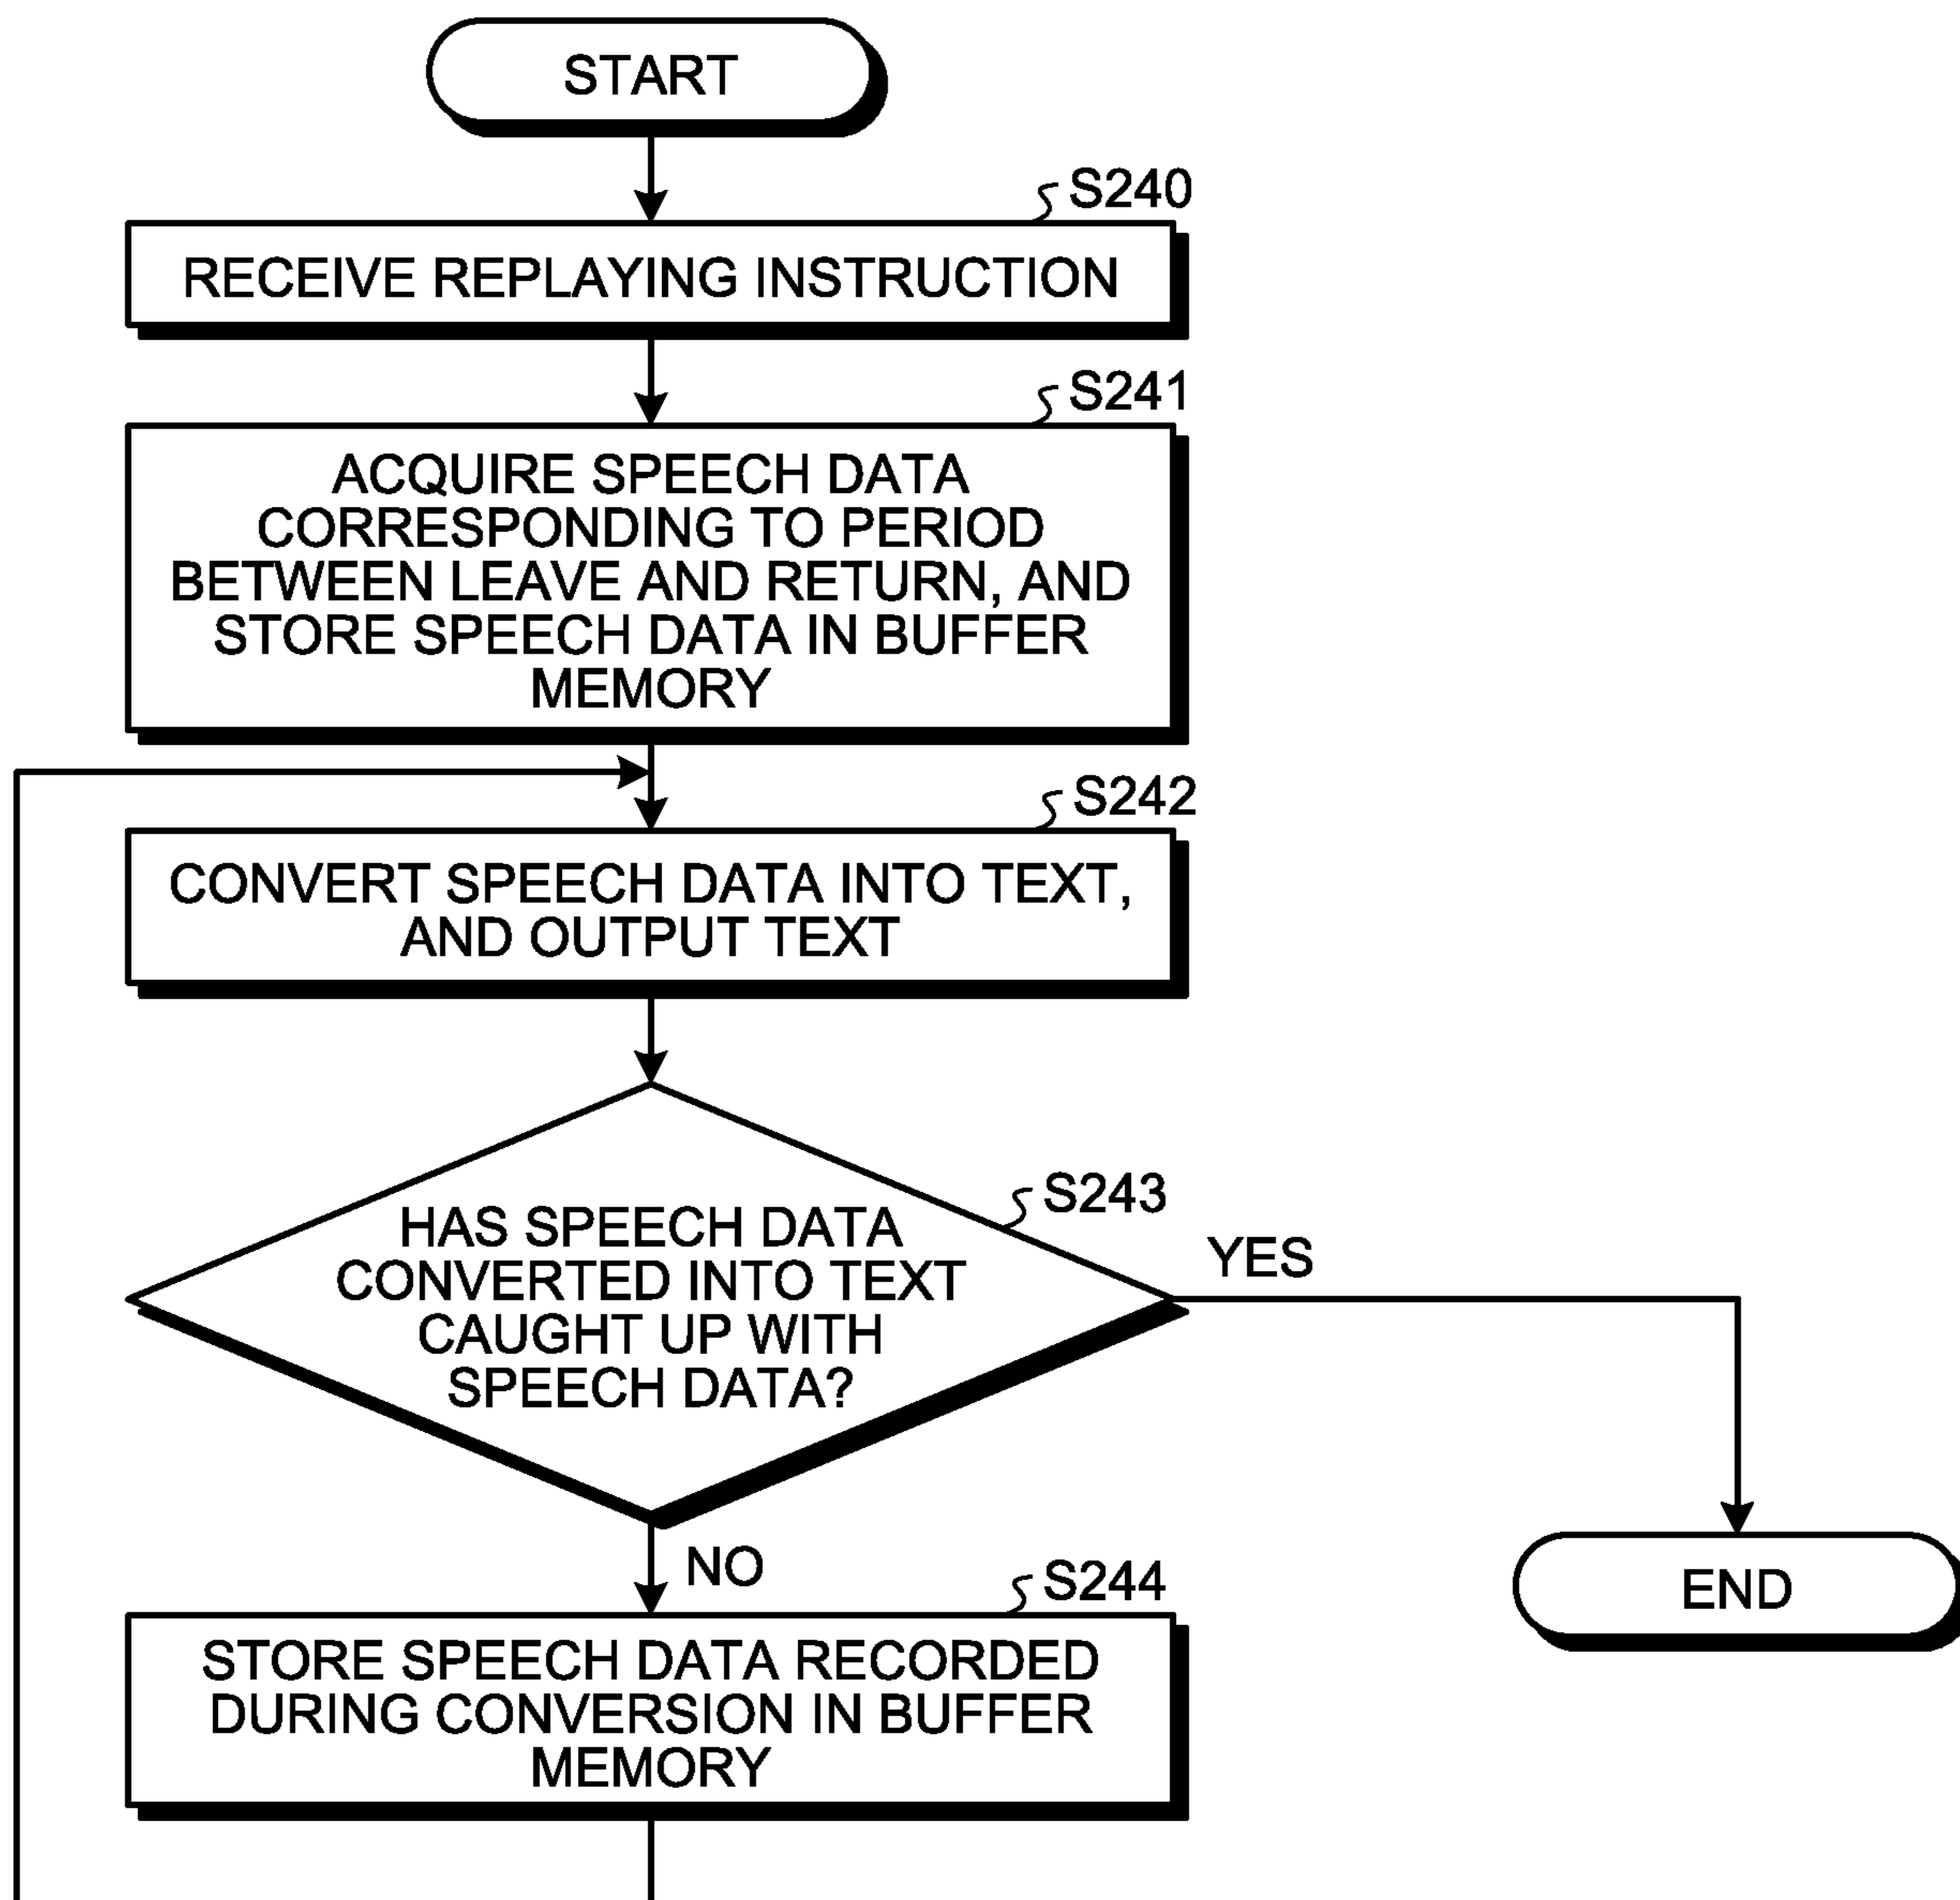 START
S240
RECEIVE REPLAYING INSTRUCTION
S241
ACQUIRE SPEECH DATA
CORRESPONDING TO PERIOD
BETWEEN LEAVE AND RETURN, AND
STORE SPEECH DATA IN BUFFER
MEMORY
S242
CONVERT SPEECH DATA INTO TEXT,
AND OUTPUT TEXT
S243
HAS SPEECH DATA
CONVERTED INTO TEXT
CAUGHT UP WITH
SPEECH DATA?
YES
NO
S244
STORE SPEECH DATA RECORDED
DURING CONVERSION IN BUFFER
MEMORY
END